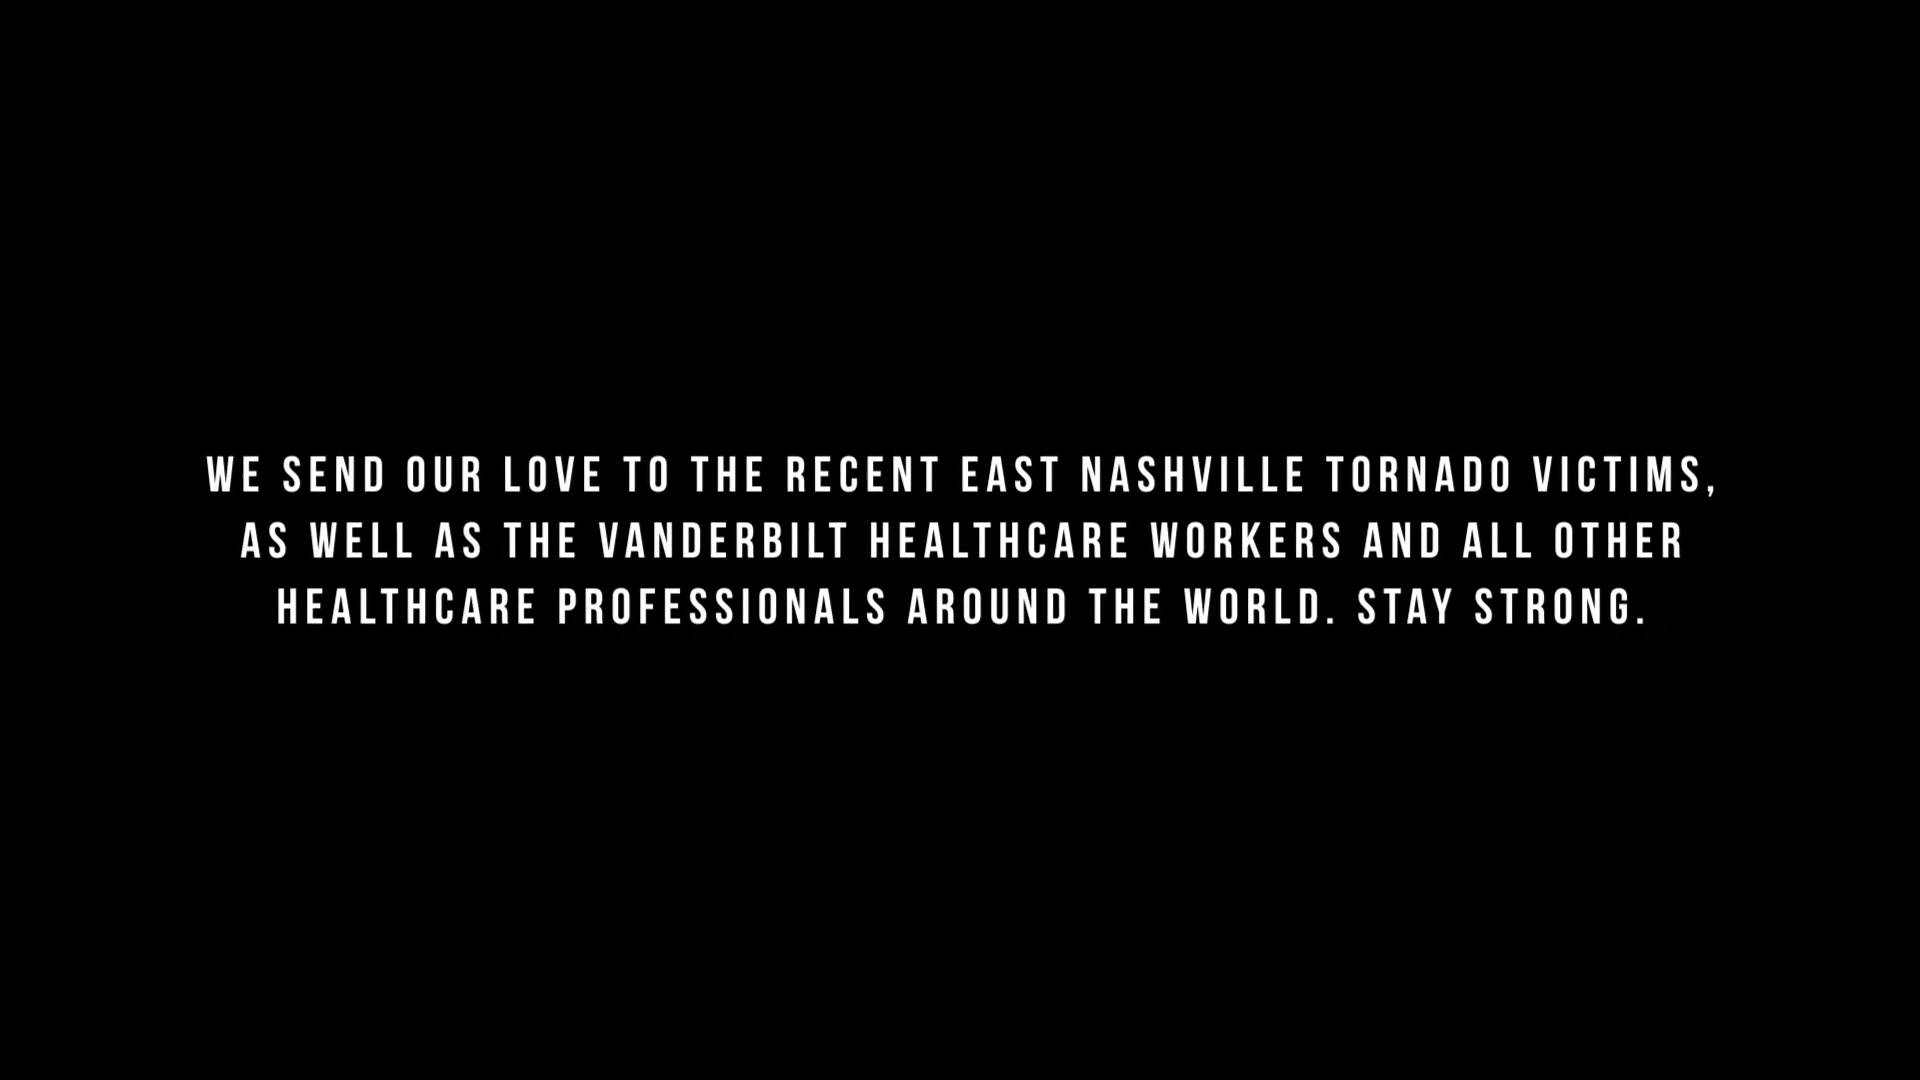 WE SEND OUR LOVE TO THE RECENT EAST NASHVILLE TORNADO VICTIMS,
AS WELL AS THE VANDERBILT HEALTHCARE WORKERS AND ALL OTHER
HEALTHCARE PROFESSIONALS AROUND THE WORLD. STAY STRONG.